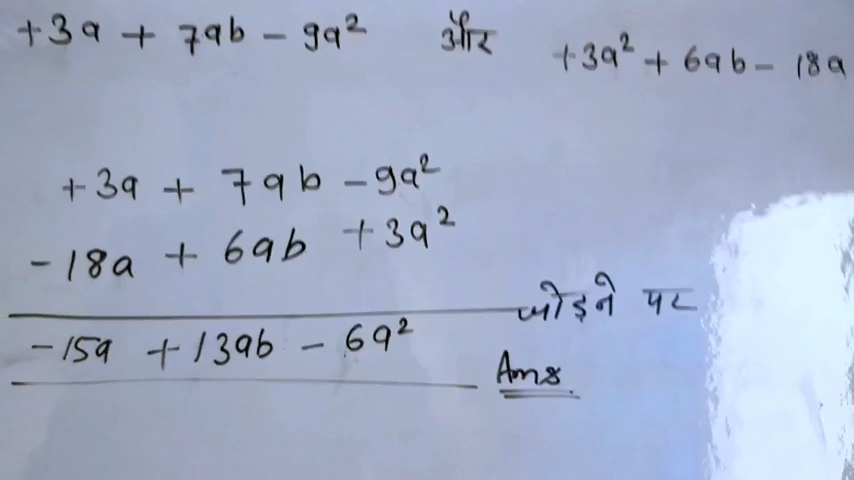 +3a + 7ab - 9a² और +3a² + 6ab - 18a
+3a + 7ab - 9a²
-18a + 6ab +3a²
जोड़ने पर
-15a + 13ab - 6a² Ans